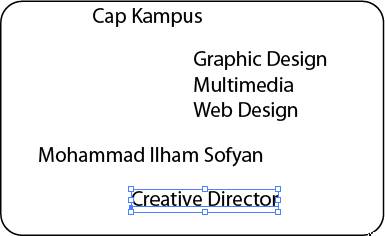 Cap Kampus
Graphic Design
Multimedia
Web Design
Mohammad Ilham Sofyan
Creative Director